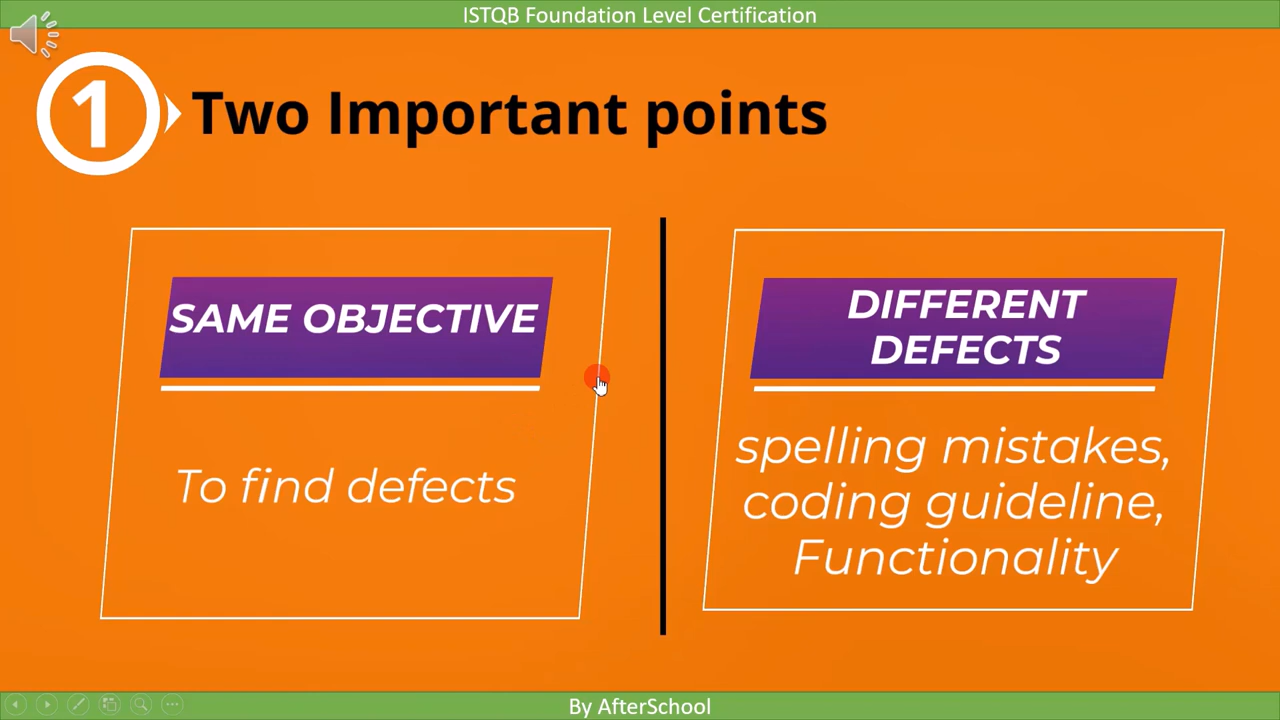 ISTQB Foundation Level Certification
1
Two Important points
SAME OBJECTIVE
To find defects
DIFFERENT
DEFECTS
spelling mistakes,
coding guideline,
Functionality
By AfterSchool